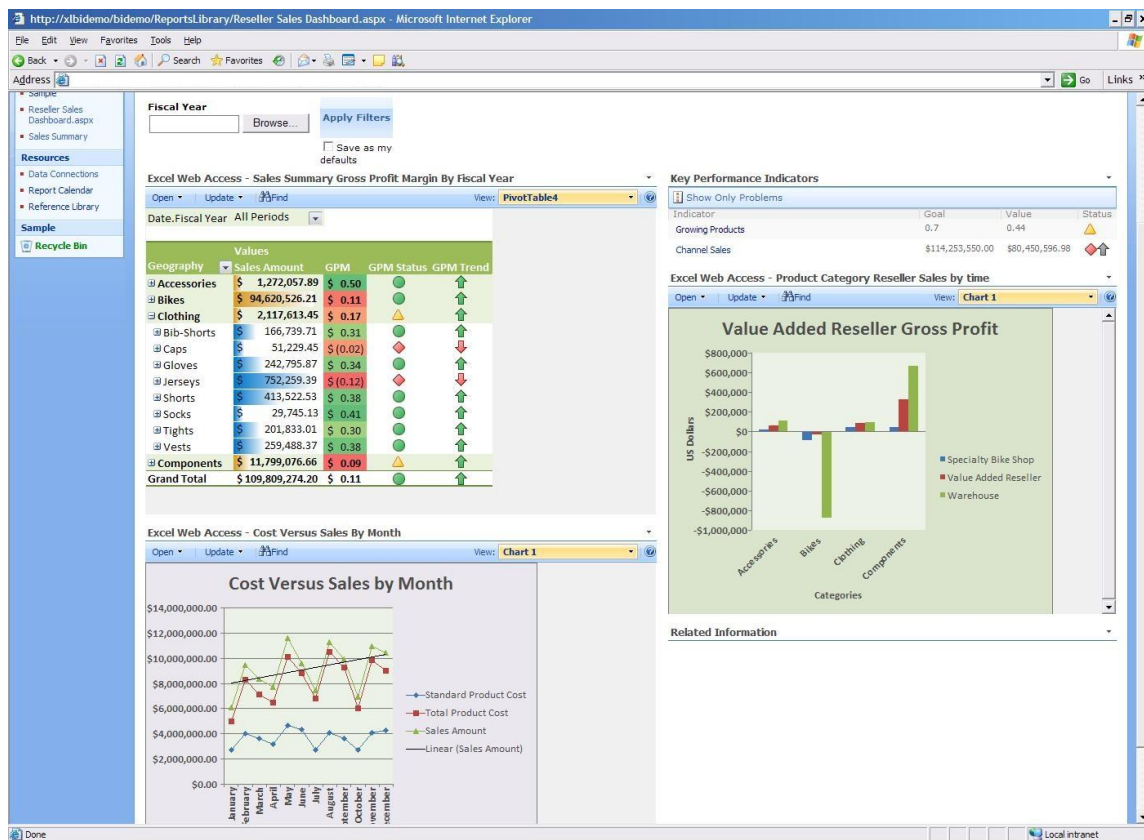 http://xlbidemo/bidemo/ReportsLibrary/Reseller Sales Dashboard.aspx - Microsoft Internet Explorer
File Edit View Favorites Tools Help
Back Search Favorites
Address Go Links »
Sample
Reseller Sales
Dashboard.aspx
Sales Summary
Resources
Data Connections
Report Calendar
Reference Library
Sample
Recycle Bin
Fiscal Year
Browse...
Apply Filters
Save as my
defaults
Excel Web Access - Sales Summary Gross Profit Margin By Fiscal Year
Open Update Find View: PivotTable4
Date.Fiscal Year All Periods
Values
Geography Sales Amount GPM GPM Status GPM Trend
Accessories $ 1,272,057.89 $ 0.50
Bikes $ 94,620,526.21 $ 0.11
Clothing $ 2,117,613.45 $ 0.17
Bib-Shorts $ 166,739.71 $ 0.31
Caps $ 51,229.45 $ (0.02)
Gloves $ 242,795.87 $ 0.34
Jerseys $ 752,259.39 $ (0.12)
Shorts $ 413,522.53 $ 0.38
Socks $ 29,745.13 $ 0.41
Tights $ 201,833.01 $ 0.30
Vests $ 259,488.37 $ 0.38
Components $ 11,799,076.66 $ 0.09
Grand Total $ 109,809,274.20 $ 0.11
Excel Web Access - Cost Versus Sales By Month
Open Update Find View: Chart 1
Cost Versus Sales by Month
$14,000,000.00
$12,000,000.00
$10,000,000.00
$8,000,000.00
$6,000,000.00
$4,000,000.00
$2,000,000.00
$0.00
Standard Product Cost
Total Product Cost
Sales Amount
Linear (Sales Amount)
January
ebruary
March
April
May
June
July
August
tember
October
vember
cember
Key Performance Indicators
Show Only Problems
Indicator Goal Value Status
Growing Products 0.7 0.44
Channel Sales $114,253,550.00 $80,450,596.98
Excel Web Access - Product Category Reseller Sales by time
Open Update Find View: Chart 1
Value Added Reseller Gross Profit
US Dollars
$800,000
$600,000
$400,000
$200,000
$0
-$200,000
-$400,000
-$600,000
-$800,000
-$1,000,000
Specialty Bike Shop
Value Added Reseller
Warehouse
Accessories
Bikes
Clothing
Components
Categories
Related Information
Done
Local intranet